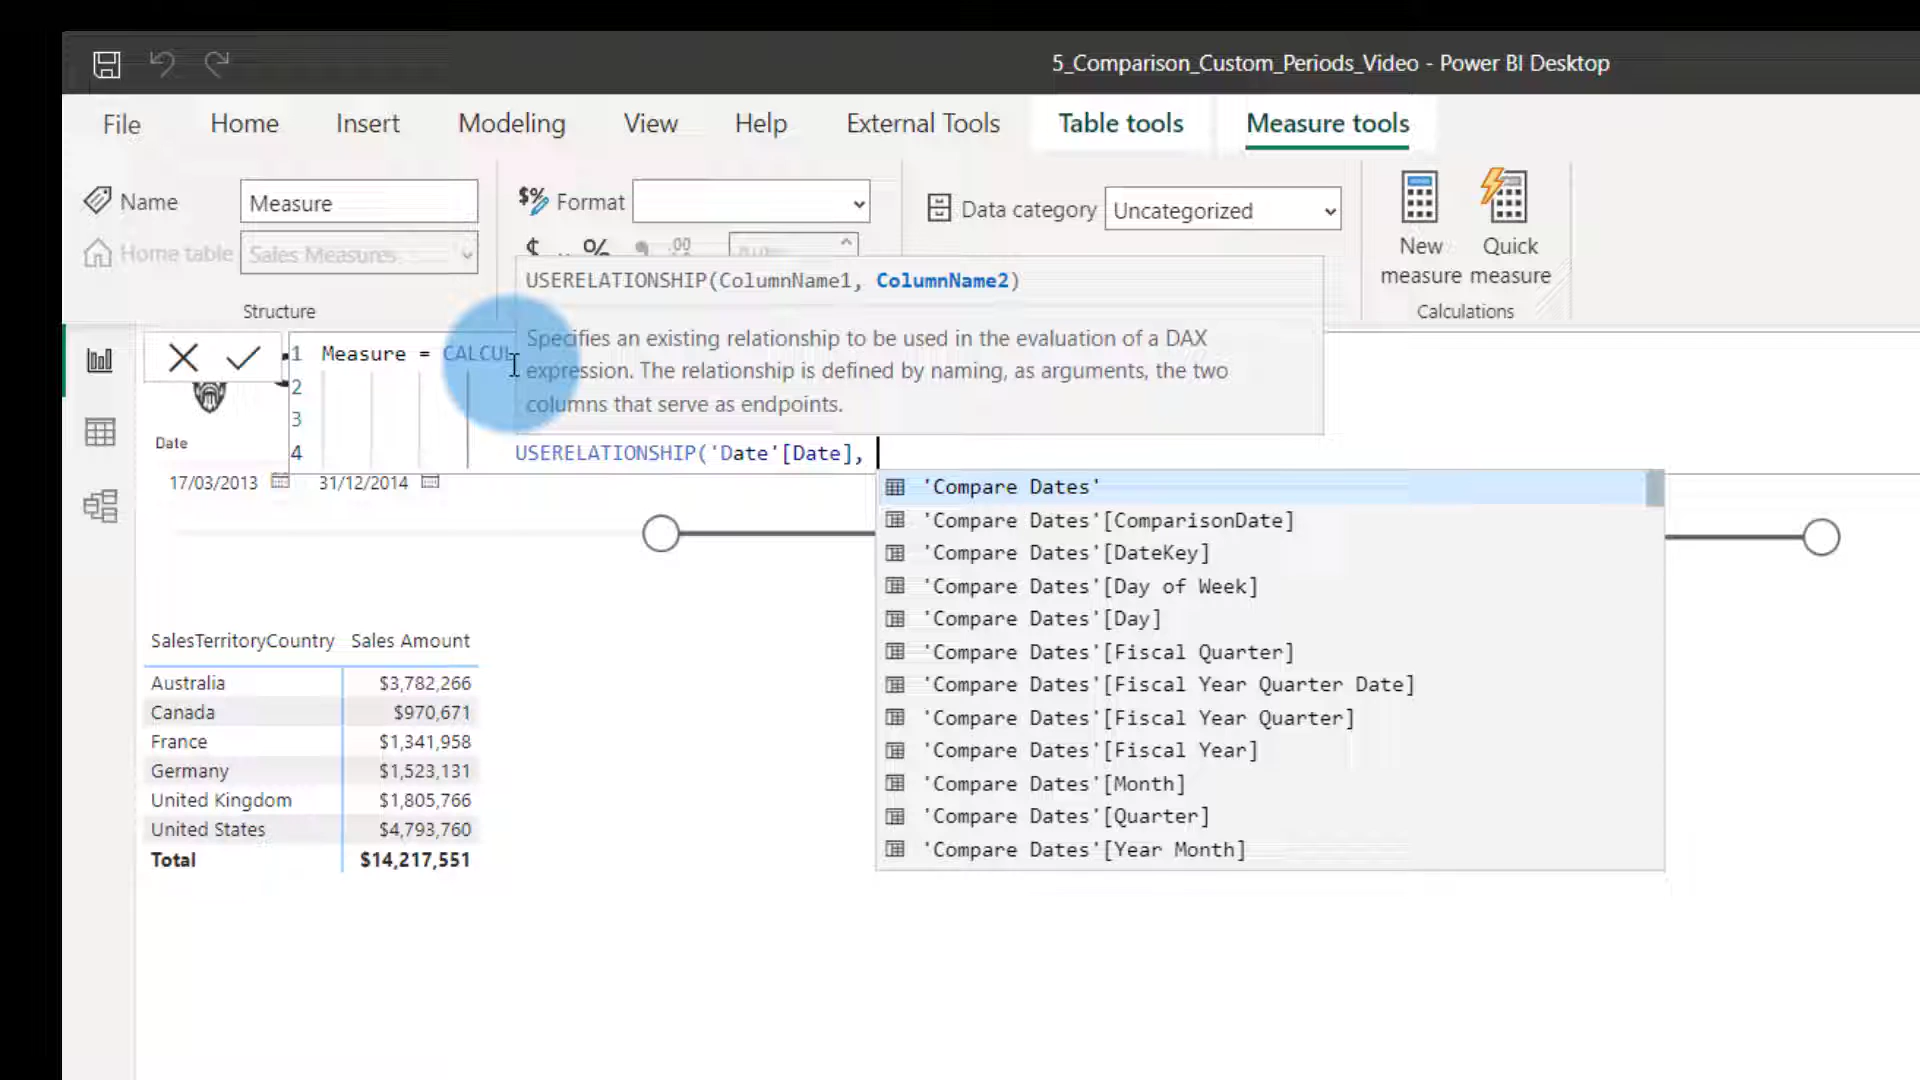 5_Comparison_Custom_Periods_Video - Power BI Desktop
File Home Insert Modeling View Help External Tools Table tools Measure tools
Name Measure
Home table Sales Measures
Structure
$% Format
$ % .00
Data category Uncategorized
New measure
Quick measure
Calculations
USERELATIONSHIP(ColumnName1, ColumnName2)
Specifies an existing relationship to be used in the evaluation of a DAX
expression. The relationship is defined by naming, as arguments, the two
columns that serve as endpoints.
1 Measure = CALCUL
2
3
4 USERELATIONSHIP('Date'[Date],
Date
17/03/2013 31/12/2014
'Compare Dates'
'Compare Dates'[ComparisonDate]
'Compare Dates'[DateKey]
'Compare Dates'[Day of Week]
'Compare Dates'[Day]
'Compare Dates'[Fiscal Quarter]
'Compare Dates'[Fiscal Year Quarter Date]
'Compare Dates'[Fiscal Year Quarter]
'Compare Dates'[Fiscal Year]
'Compare Dates'[Month]
'Compare Dates'[Quarter]
'Compare Dates'[Year Month]
SalesTerritoryCountry Sales Amount
Australia $3,782,266
Canada $970,671
France $1,341,958
Germany $1,523,131
United Kingdom $1,805,766
United States $4,793,760
Total $14,217,551